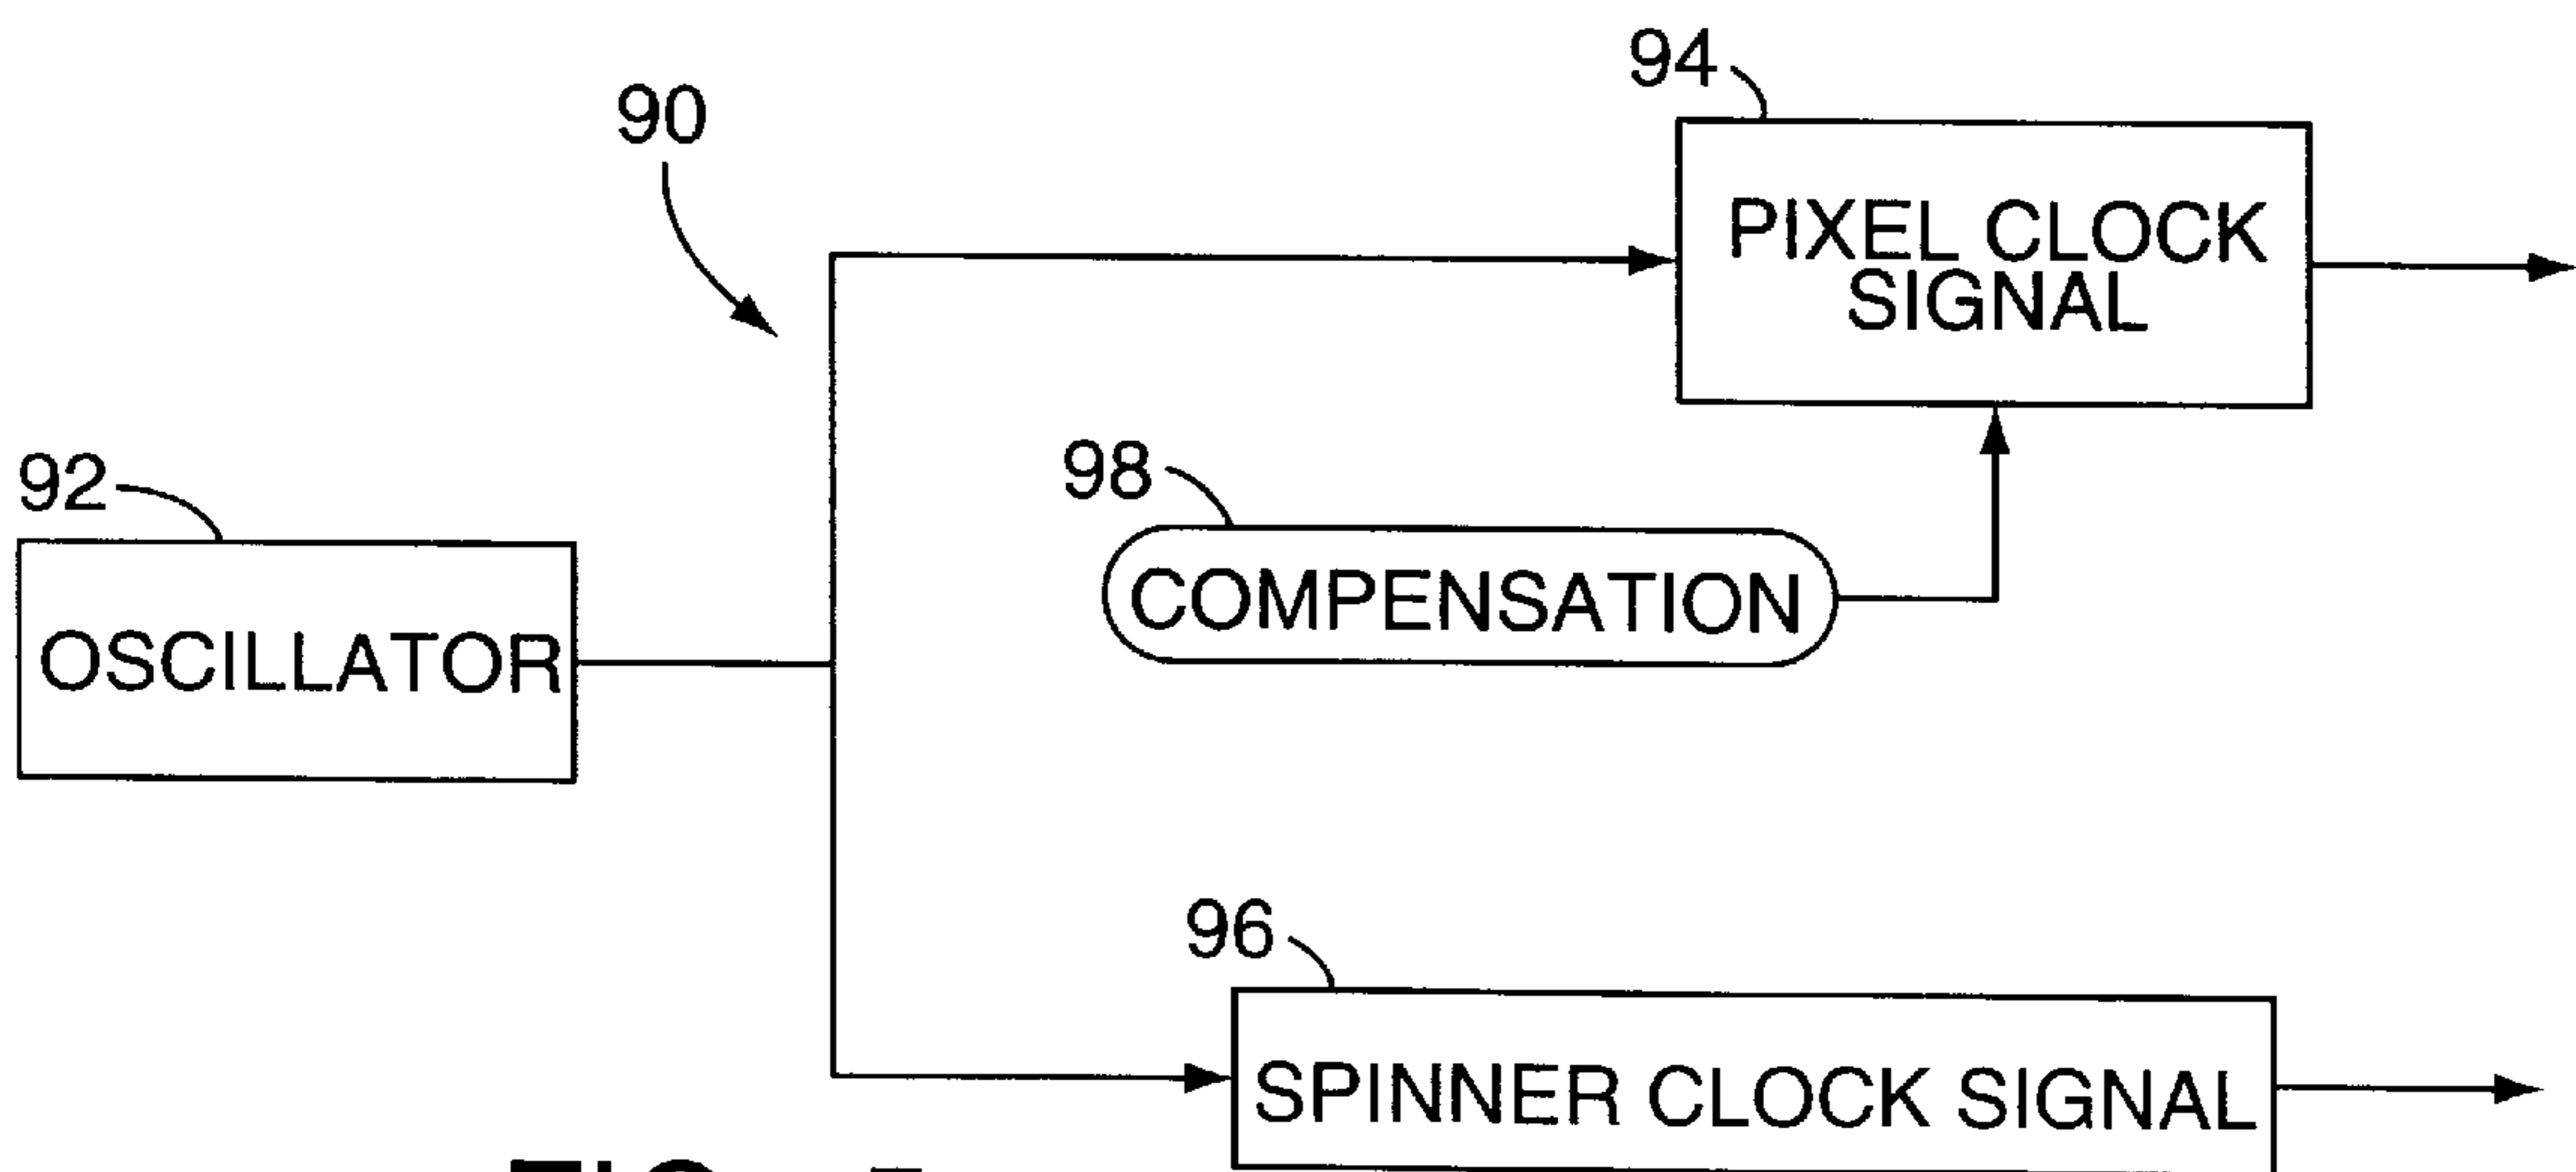 94
90
PIXEL CLOCK
SIGNAL
98
92
COMPENSATION
OSCILLATOR
96
SPINNER CLOCK SIGNAL